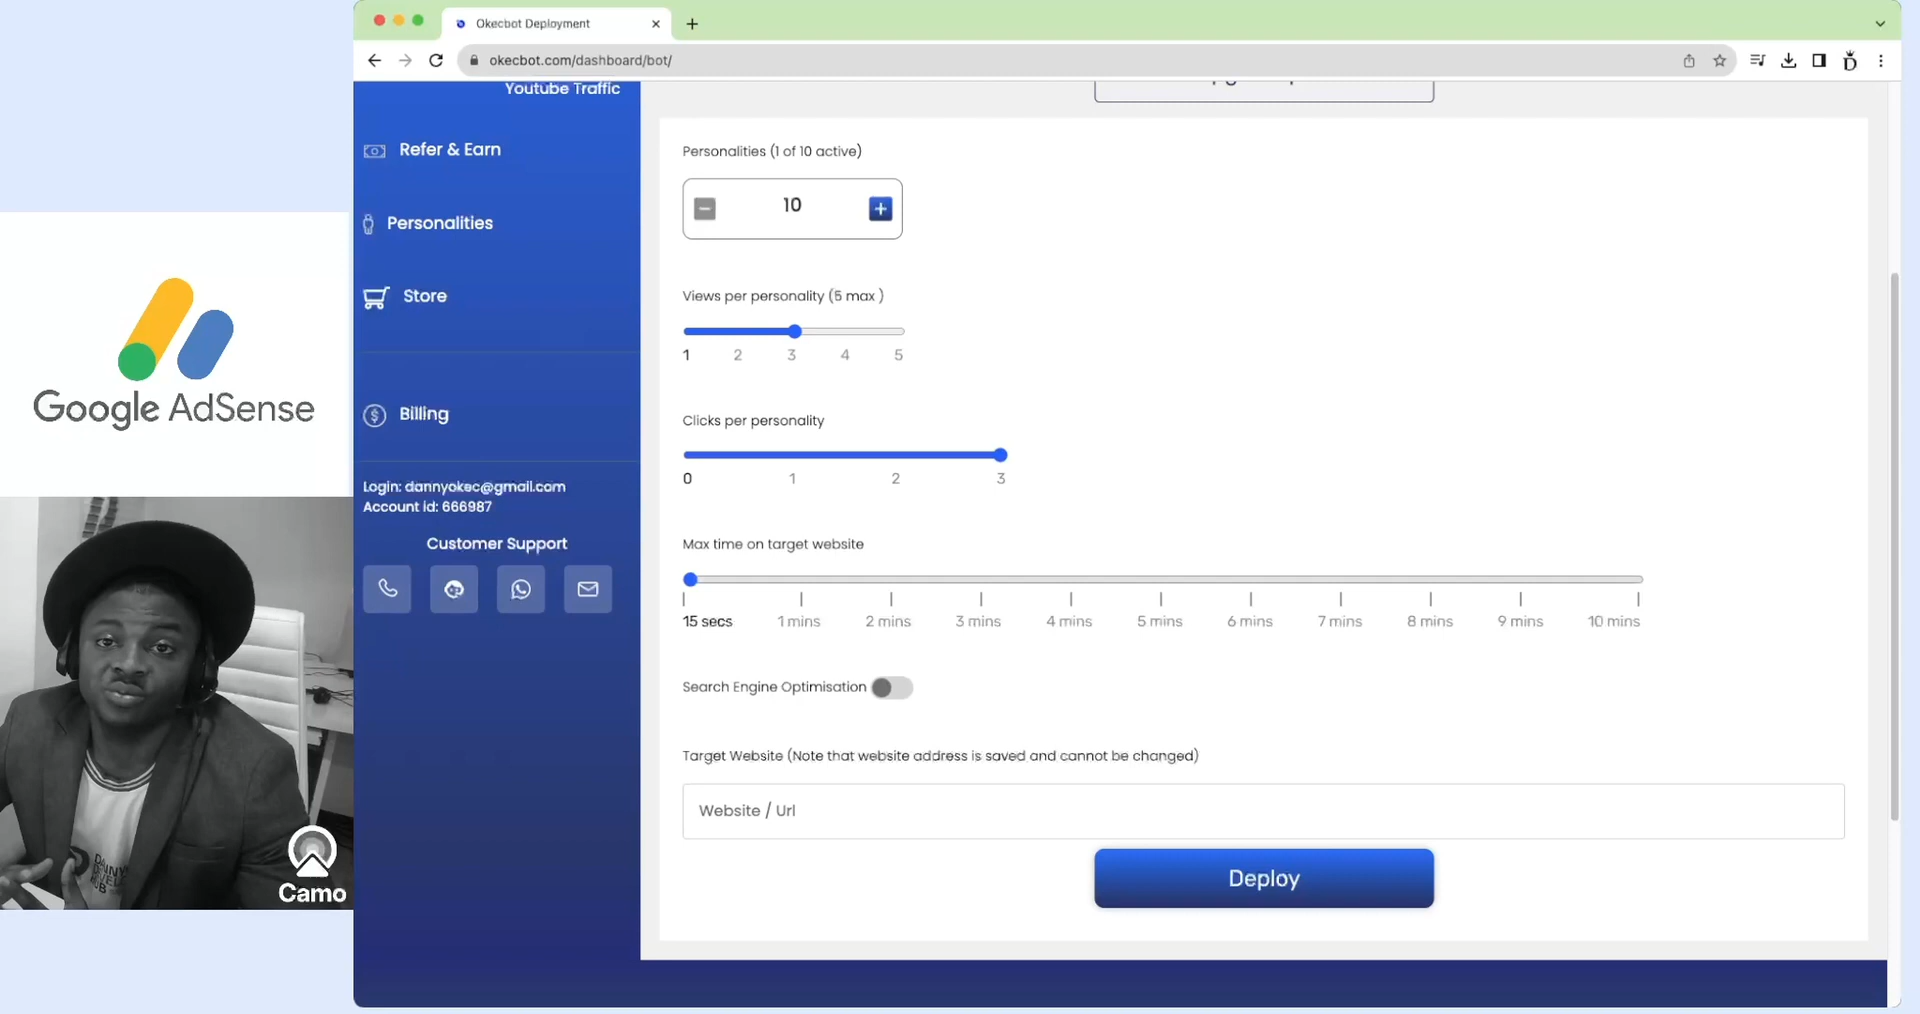 Okecbot Deployment
okecbot.com/dashboard/bot/
Youtube Traffic
Refer & Earn
Personalities
Store
Billing
Login: dannyokec@gmail.com
Account id: 666987
Customer Support
Personalities (1 of 10 active)
10
Views per personality (5 max )
1 2 3 4 5
Clicks per personality
0 1 2 3
Max time on target website
15 secs 1 mins 2 mins 3 mins 4 mins 5 mins 6 mins 7 mins 8 mins 9 mins 10 mins
Search Engine Optimisation
Target Website (Note that website address is saved and cannot be changed)
Website / Url
Deploy
Google AdSense
Camo